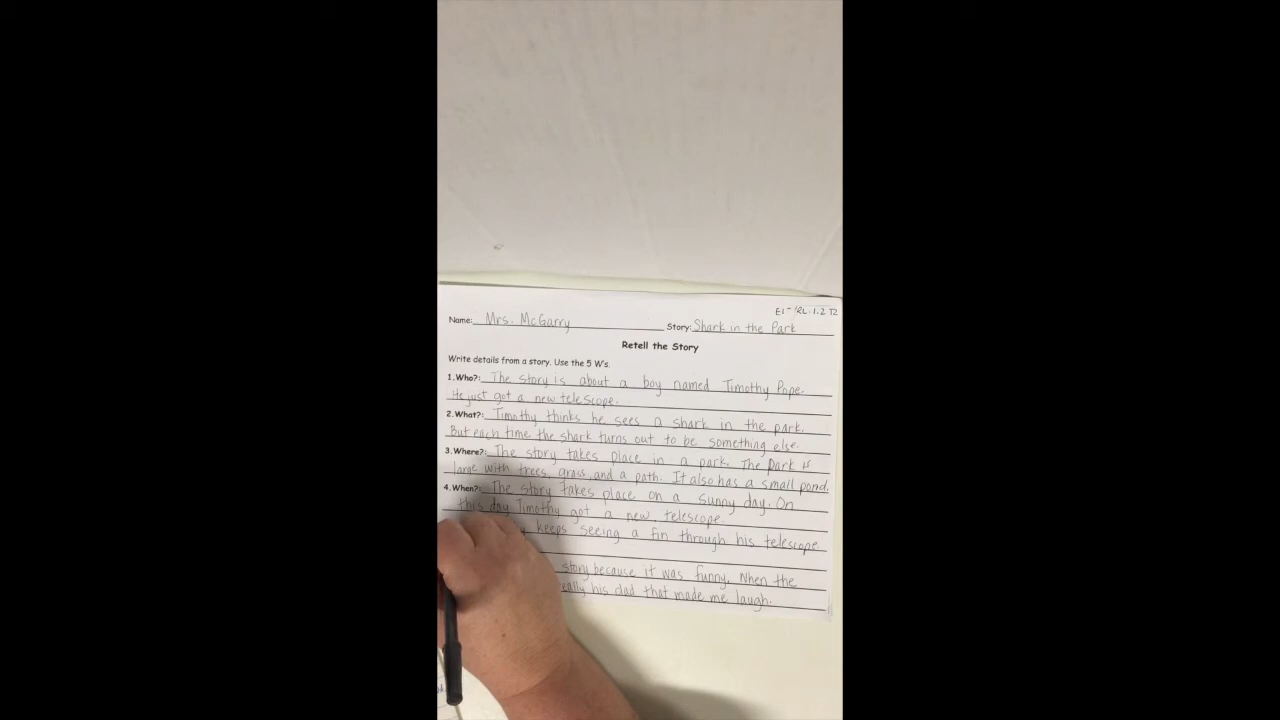 E1-RL.1.2 T2
Name: Mrs. McGarry Story: Shark in the Park
Retell the Story
Write details from a story. Use the 5 W's.
1.Who?: The story is about a boy named Timothy Pope.
He just got a new telescope.
2.What?: Timothy thinks he sees a shark in the park.
But each time the shark turns out to be something else.
3.Where?: The story takes place in a park. The park is
large with trees, grass, and a path. It also has a small pond.
4.When?: The story takes place on a sunny day. On
this day Timothy got a new telescope.
keeps seeing a fin through his telescope
story because it was funny. When the
his dad that made me laugh.